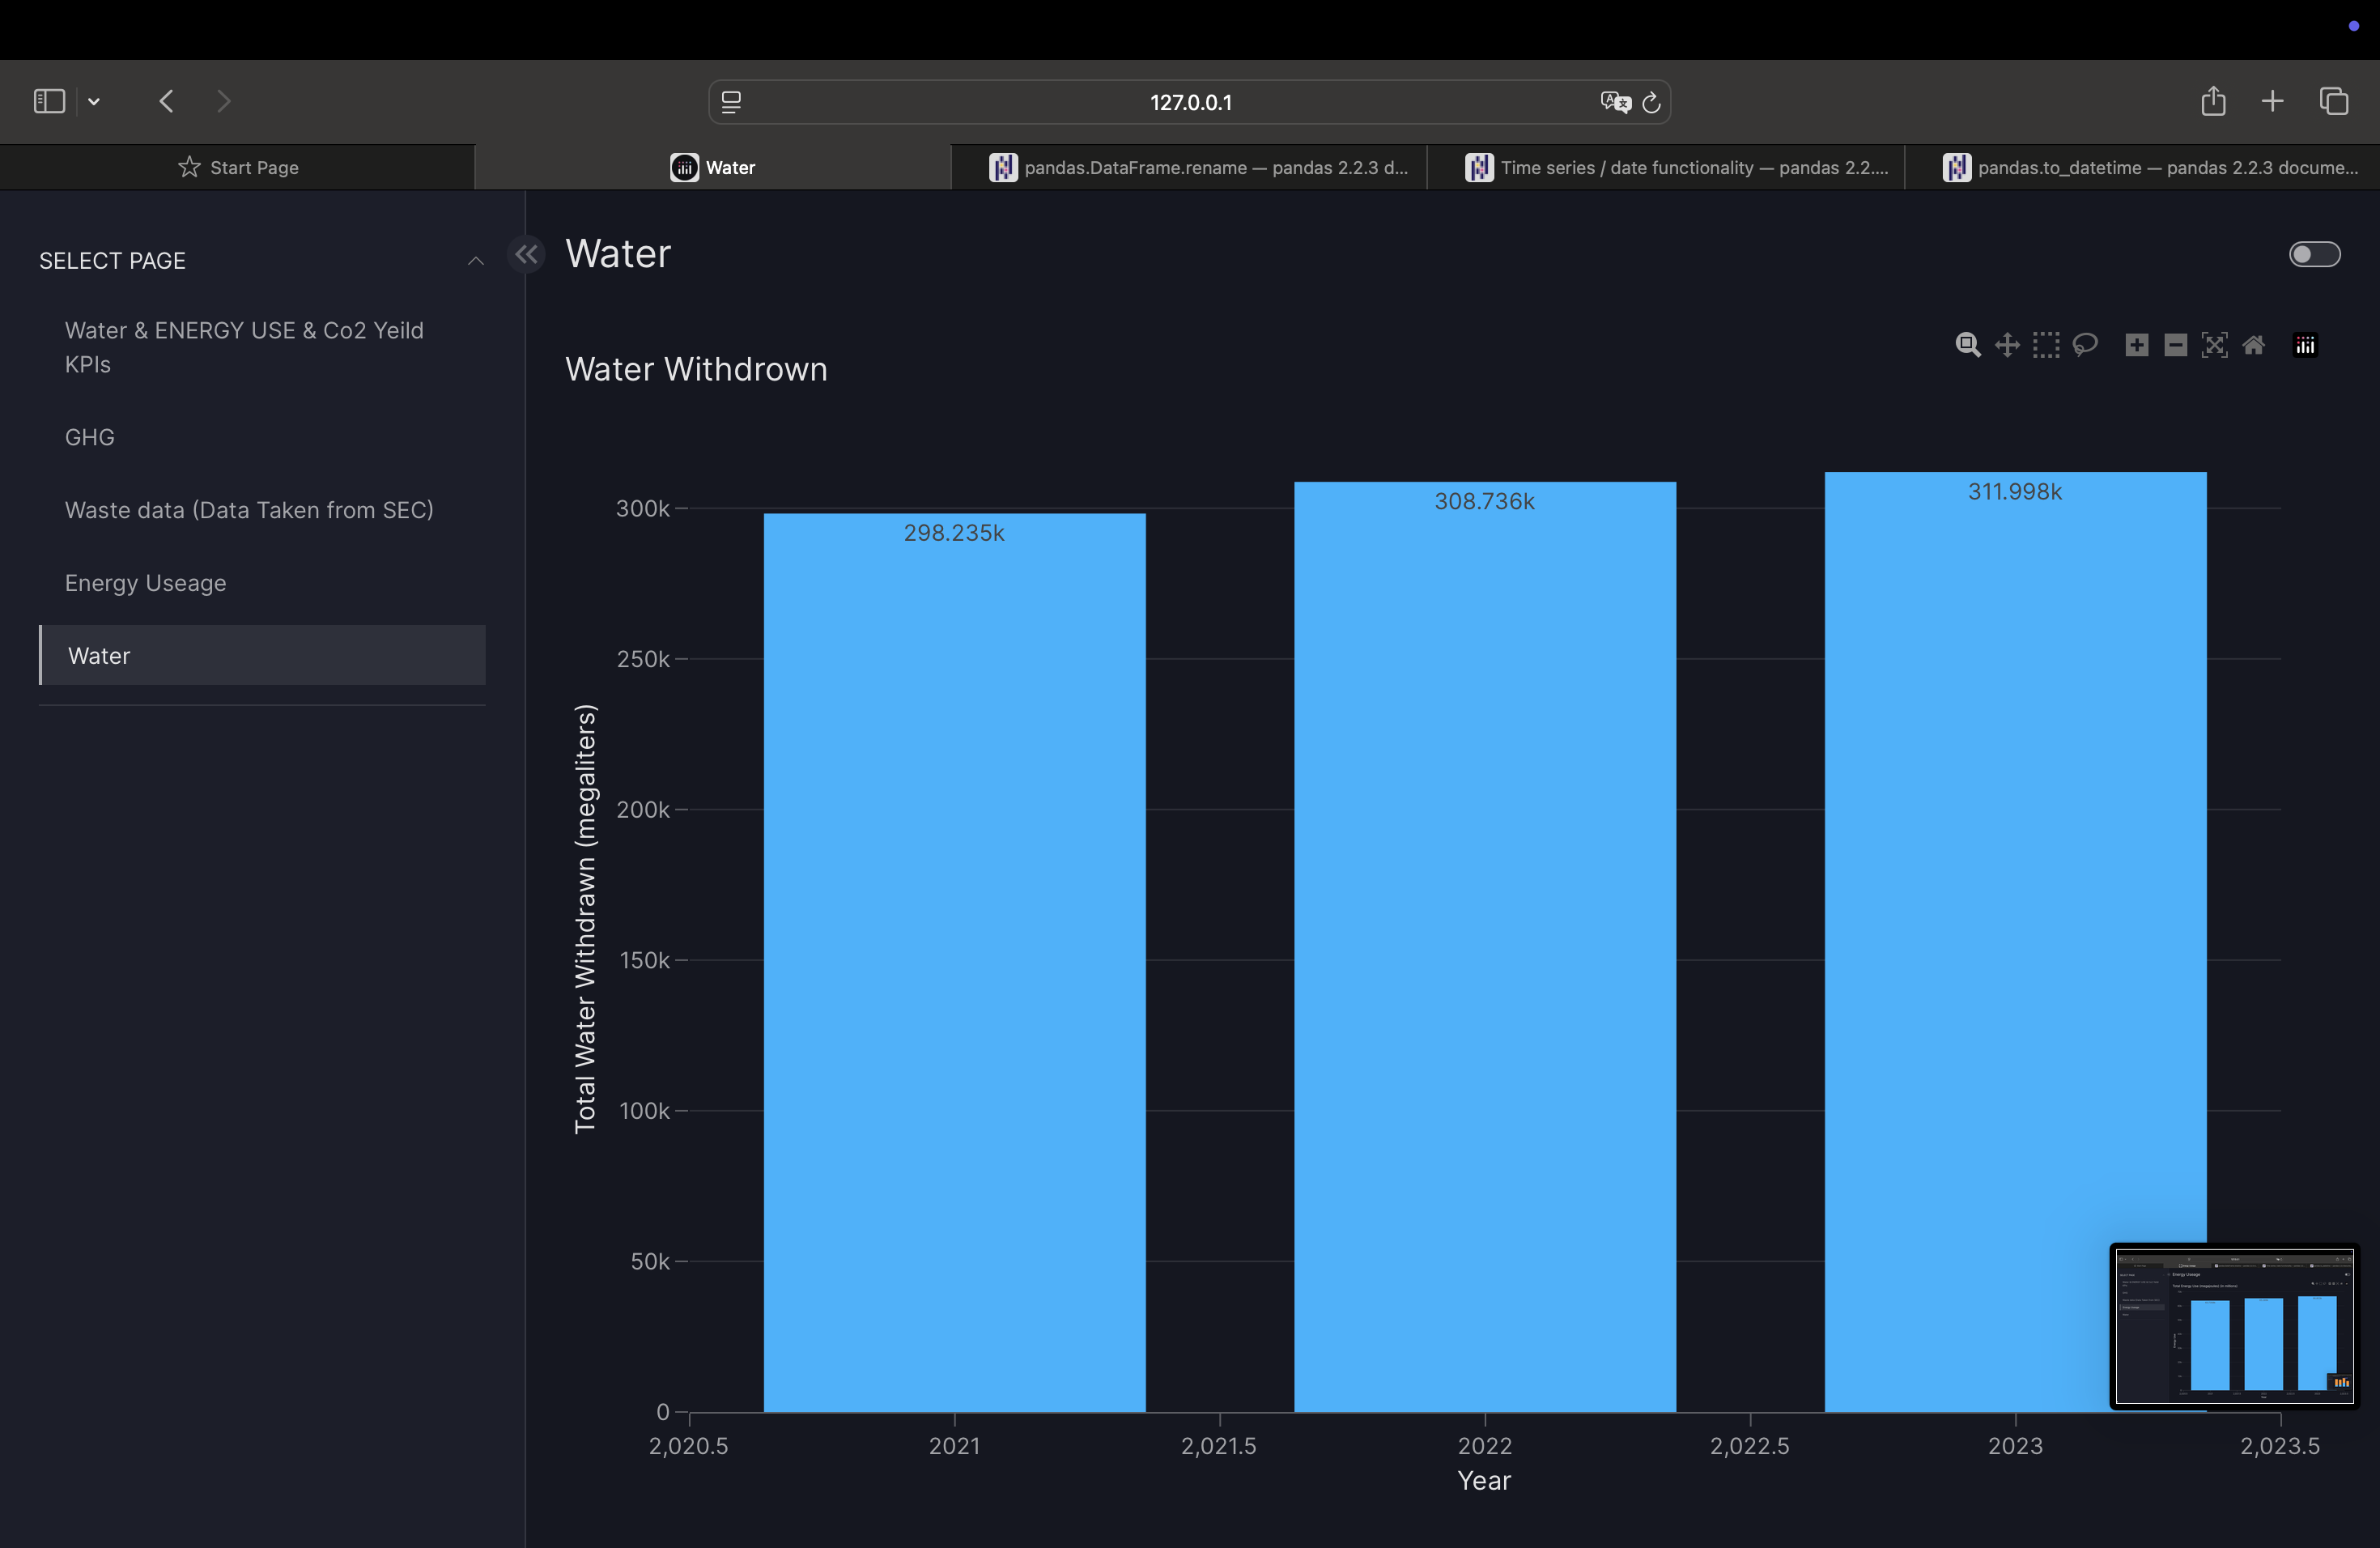 127.0.0.1
Start Page
Water
pandas.DataFrame.rename — pandas 2.2.3 d...
Time series / date functionality — pandas 2.2....
pandas.to_datetime — pandas 2.2.3 docume...
SELECT PAGE
Water & ENERGY USE & Co2 Yeild
KPIs
GHG
Waste data (Data Taken from SEC)
Energy Useage
Water
Water
Water Withdrown
298.235k
308.736k
311.998k
Total Water Withdrawn (megaliters)
300k
250k
200k
150k
100k
50k
0
2,020.5
2021
2,021.5
2022
2,022.5
2023
2,023.5
Year
Energy Useage